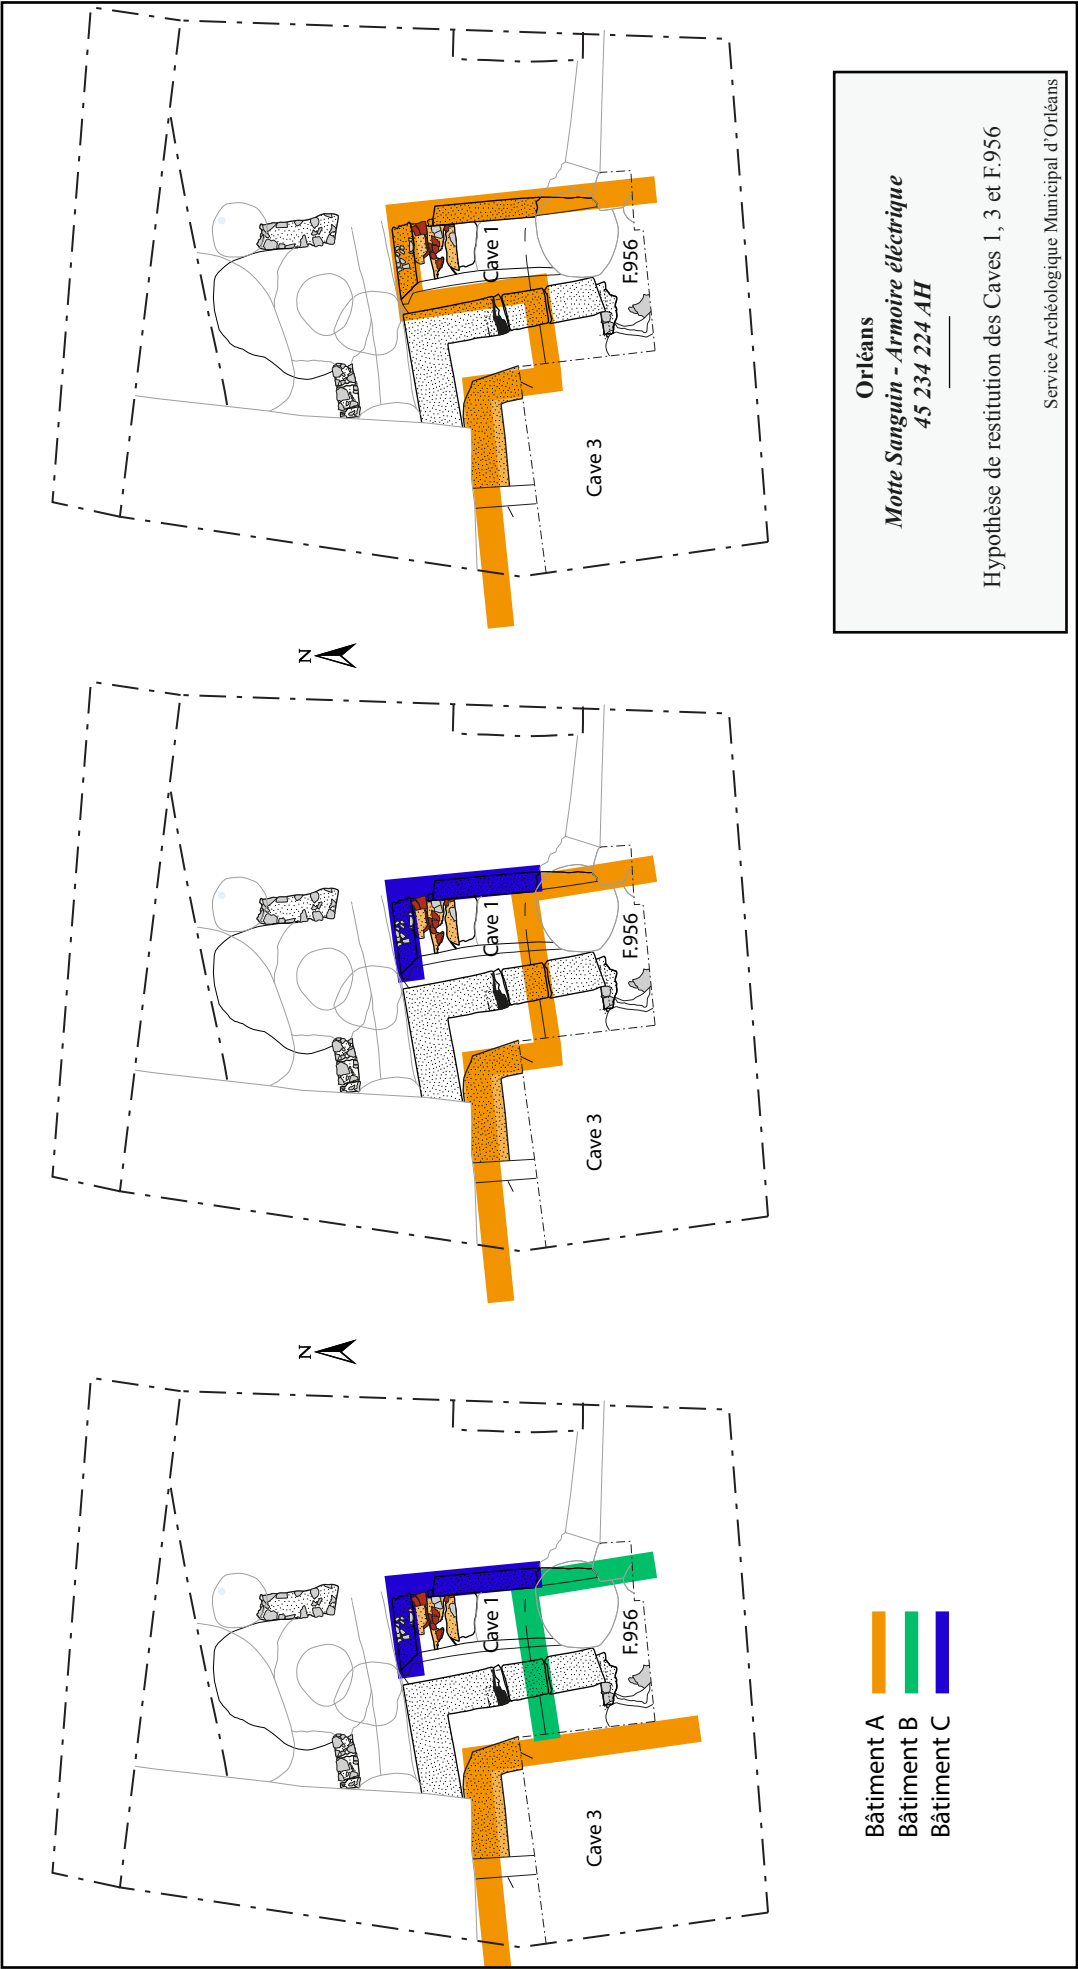 Cave 1
F.956
Cave 3
N
Cave 1
F.956
Cave 3
N
Cave 1
F.956
Cave 3
Bâtiment A
Bâtiment B
Bâtiment C
Orléans
Motte Sanguin - Armoire électrique
45 234 224 AH
Hypothèse de restitution des Caves 1, 3 et F.956
Service Archéologique Municipal d'Orléans